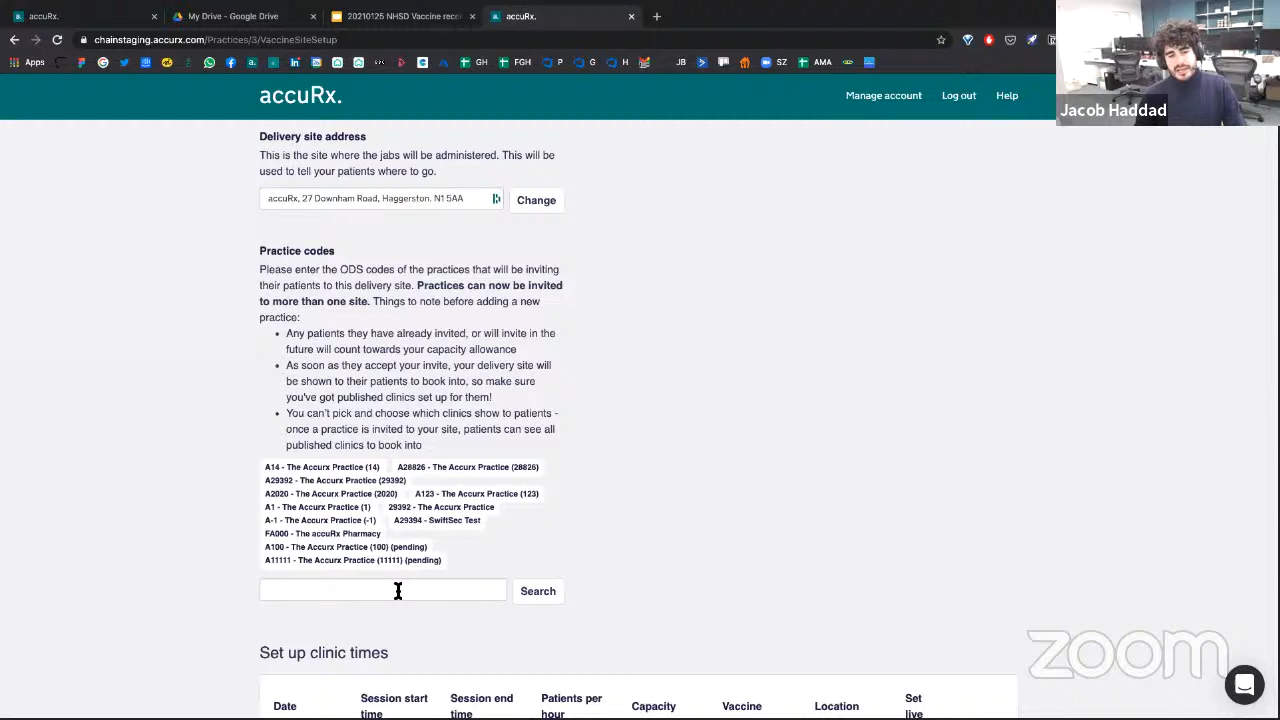 accuRx.
My Drive - Google Drive
20210125 NHSD Vaccine reco
accuRx.
chainstaging.accurx.com/Practices/3/VaccineSiteSetup
Apps
GH
FGH
P
G
H
JB
SZ
AMA
accuRx.
Manage account
Log out
Help
Jacob Haddad
Delivery site address
This is the site where the jabs will be administered. This will be
used to tell your patients where to go.
accuRx, 27 Downham Road, Haggerston. N1 5AA
Change
Practice codes
Please enter the ODS codes of the practices that will be inviting
their patients to this delivery site. Practices can now be invited
to more than one site. Things to note before adding a new
practice:
• Any patients they have already invited, or will invite in the
future will count towards your capacity allowance
• As soon as they accept your invite, your delivery site will
be shown to their patients to book into, so make sure
you've got published clinics set up for them!
• You can't pick and choose which clinics show to patients -
once a practice is invited to your site, patients can see all
published clinics to book into
A14 - The Accurx Practice (14) A28826 - The Accurx Practice (28826)
A29392 - The Accurx Practice (29392)
A2020 - The Accurx Practice (2020) A123 - The Accurx Practice (123)
A1 - The Accurx Practice (1) 29392 - The Accurx Practice
A-1 - The Accurx Practice (-1) A29394 - SwiftSec Test
FA000 - The accuRx Pharmacy
A100 - The Accurx Practice (100) (pending)
A11111 - The Accurx Practice (11111) (pending)
Search
Set up clinic times
zoom
Date
Session start
time
Session end
time
Patients per
hour
Capacity
Vaccine
Location
Set
live